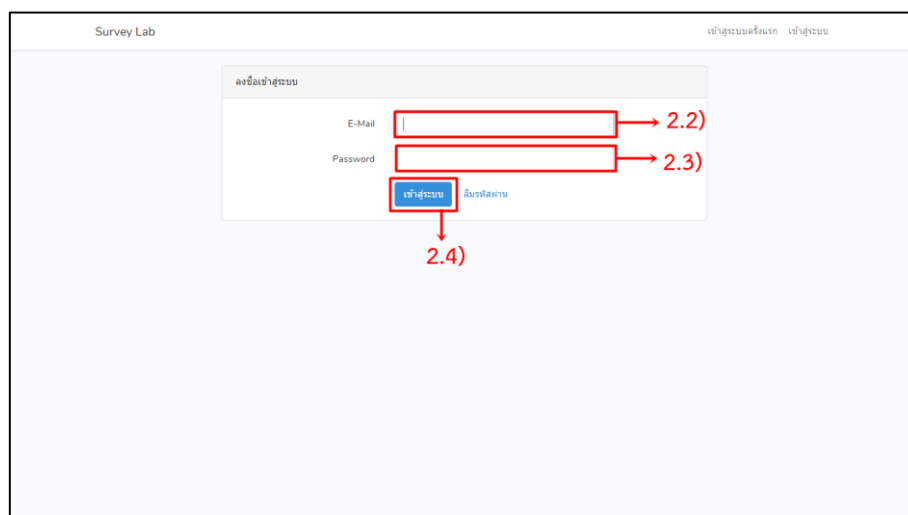 Survey Lab เข้าสู่ระบบครั้งแรก เข้าสู่ระบบ
ลงชื่อเข้าสู่ระบบ
E-Mail 2.2)
Password 2.3)
เข้าสู่ระบบ ลืมรหัสผ่าน
2.4)